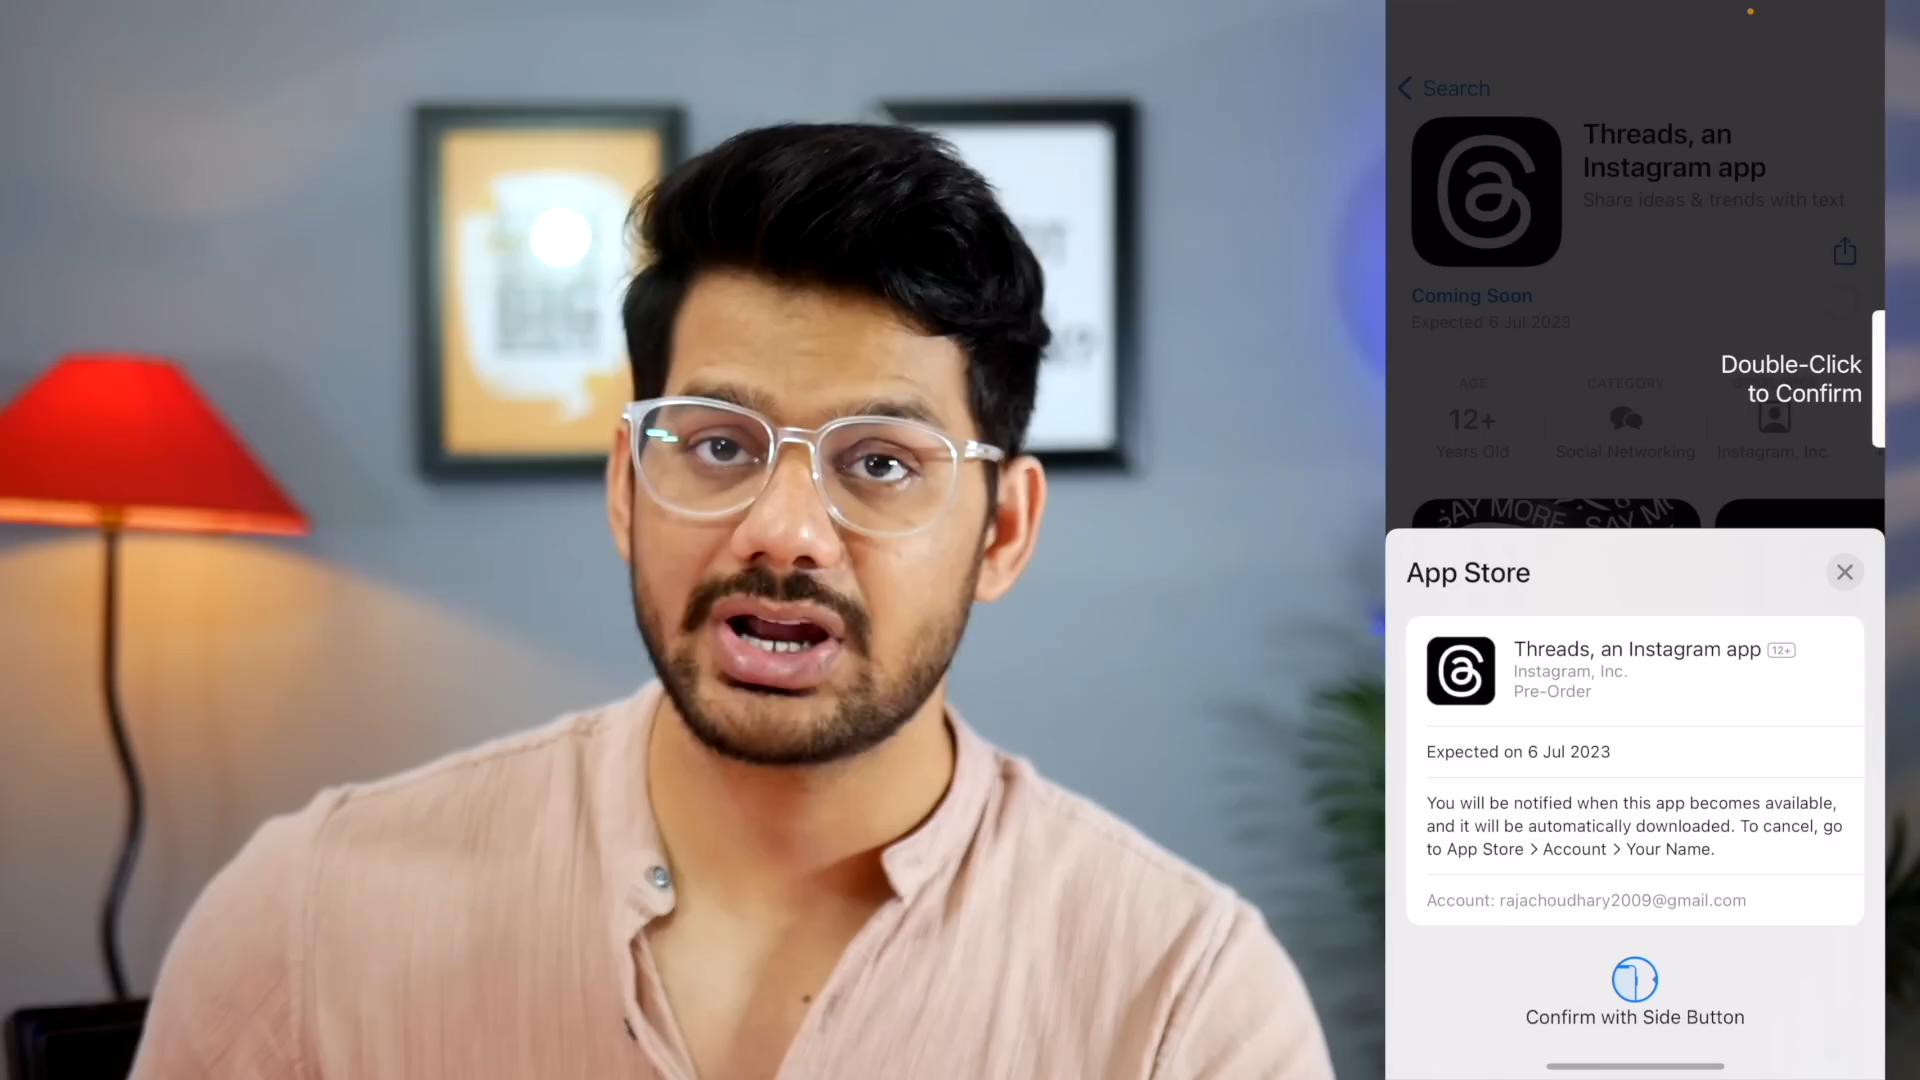 BIG
Search
Threads, an
Instagram app
Share ideas & trends with text
Coming Soon
Expected 6 Jul 2023
Double-Click
to Confirm
AGE
CATEGORY
12+
Years Old
Social Networking
Instagram, Inc.
SAY MORE
App Store
Threads, an Instagram app 12+
Instagram, Inc.
Pre-Order
Expected on 6 Jul 2023
You will be notified when this app becomes available,
and it will be automatically downloaded. To cancel, go
to App Store > Account > Your Name.
Account: rajachoudhary2009@gmail.com
Confirm with Side Button